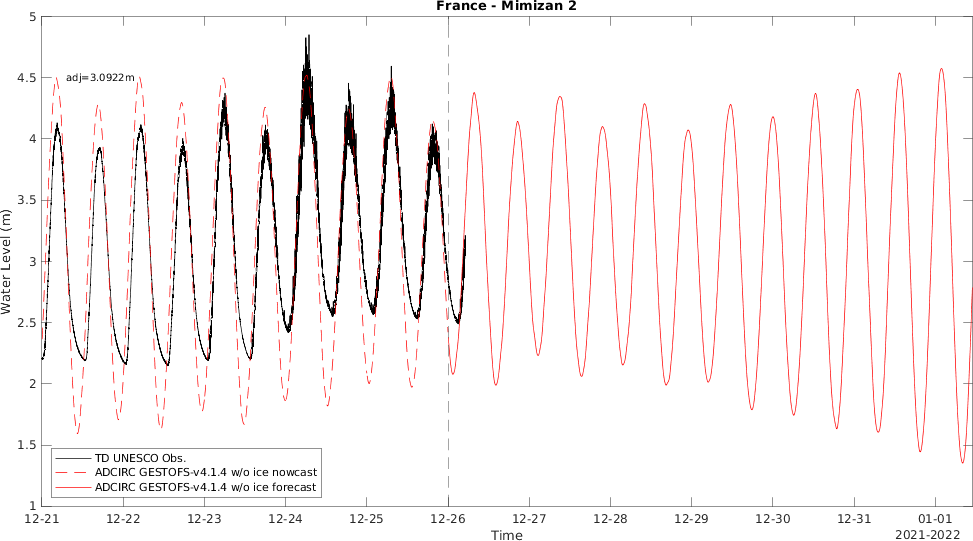 France - Mimizan 2
5
4.5
4
3.5
3
2.5
2
1.5
1
Water Level (m)
adj=3.0922m
TD UNESCO Obs.
ADCIRC GESTOFS-v4.1.4 w/o ice nowcast
ADCIRC GESTOFS-v4.1.4 w/o ice forecast
12-21 12-22 12-23 12-24 12-25 12-26 12-27 12-28 12-29 12-30 12-31 01-01
Time
2021-2022